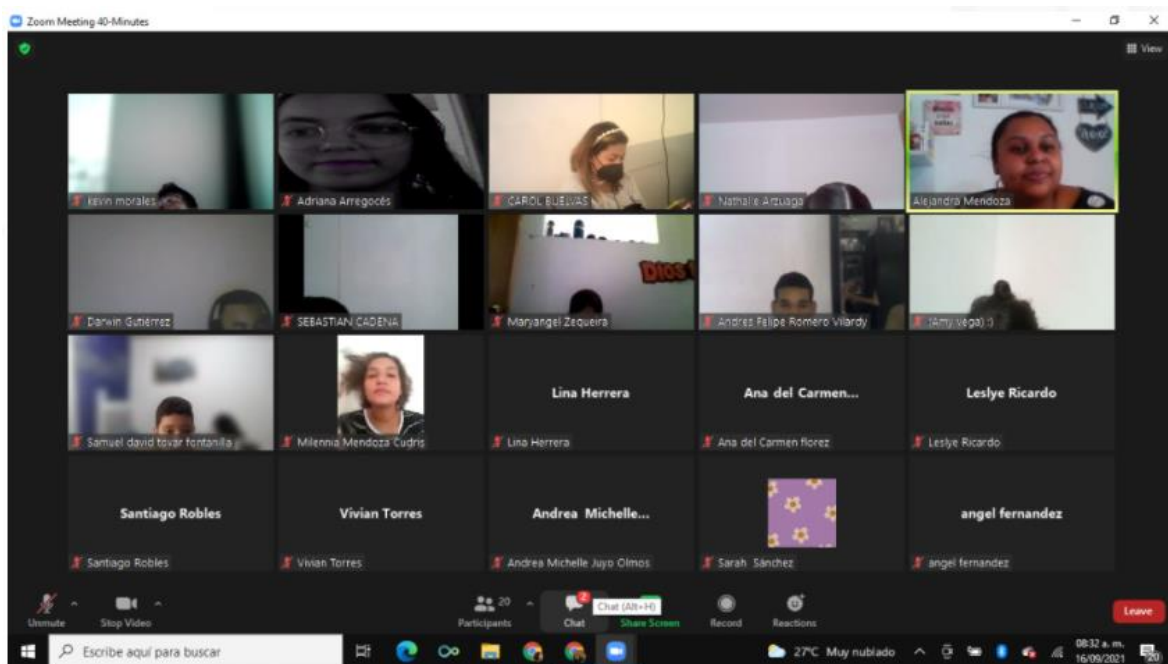 Zoom Meeting 40-Minutes
View
kevin morales
Adriana Arregocés
CAROL BUELVAS
Nathalie Arzuaga
Alejandra Mendoza
Darwin Gutiérrez
SEBASTIAN CADENA
Maryangel Zequeira
Andres Felipe Romero Vilardy
(Amy vega) :)
Dios
Samuel david tovar fontanilla
Milennia Mendoza Cudris
Lina Herrera
Lina Herrera
Ana del Carmen...
Ana del Carmen florez
Leslye Ricardo
Leslye Ricardo
Santiago Robles
Santiago Robles
Vivian Torres
Vivian Torres
Andrea Michelle...
Andrea Michelle Juyo Olmos
Sarah Sánchez
angel fernandez
angel fernandez
Unmute
Stop Video
20
Participants
2
Chat
Chat (Alt+H)
Share Screen
Record
Reactions
Leave
Escribe aquí para buscar
27°C Muy nublado
08:32 a. m.
16/09/2021
20